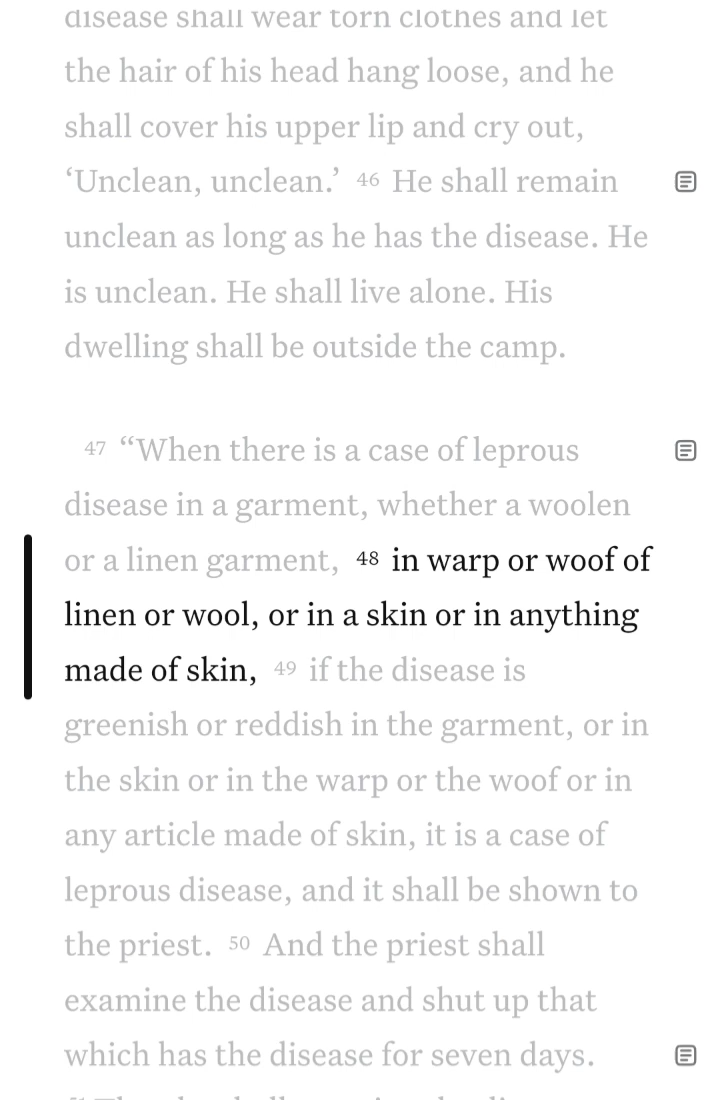 disease shall wear torn clothes and let
the hair of his head hang loose, and he
shall cover his upper lip and cry out,
‘Unclean, unclean.’ 46 He shall remain
unclean as long as he has the disease. He
is unclean. He shall live alone. His
dwelling shall be outside the camp.
47 “When there is a case of leprous
disease in a garment, whether a woolen
or a linen garment, 48 in warp or woof of
linen or wool, or in a skin or in anything
made of skin, 49 if the disease is
greenish or reddish in the garment, or in
the skin or in the warp or the woof or in
any article made of skin, it is a case of
leprous disease, and it shall be shown to
the priest. 50 And the priest shall
examine the disease and shut up that
which has the disease for seven days.